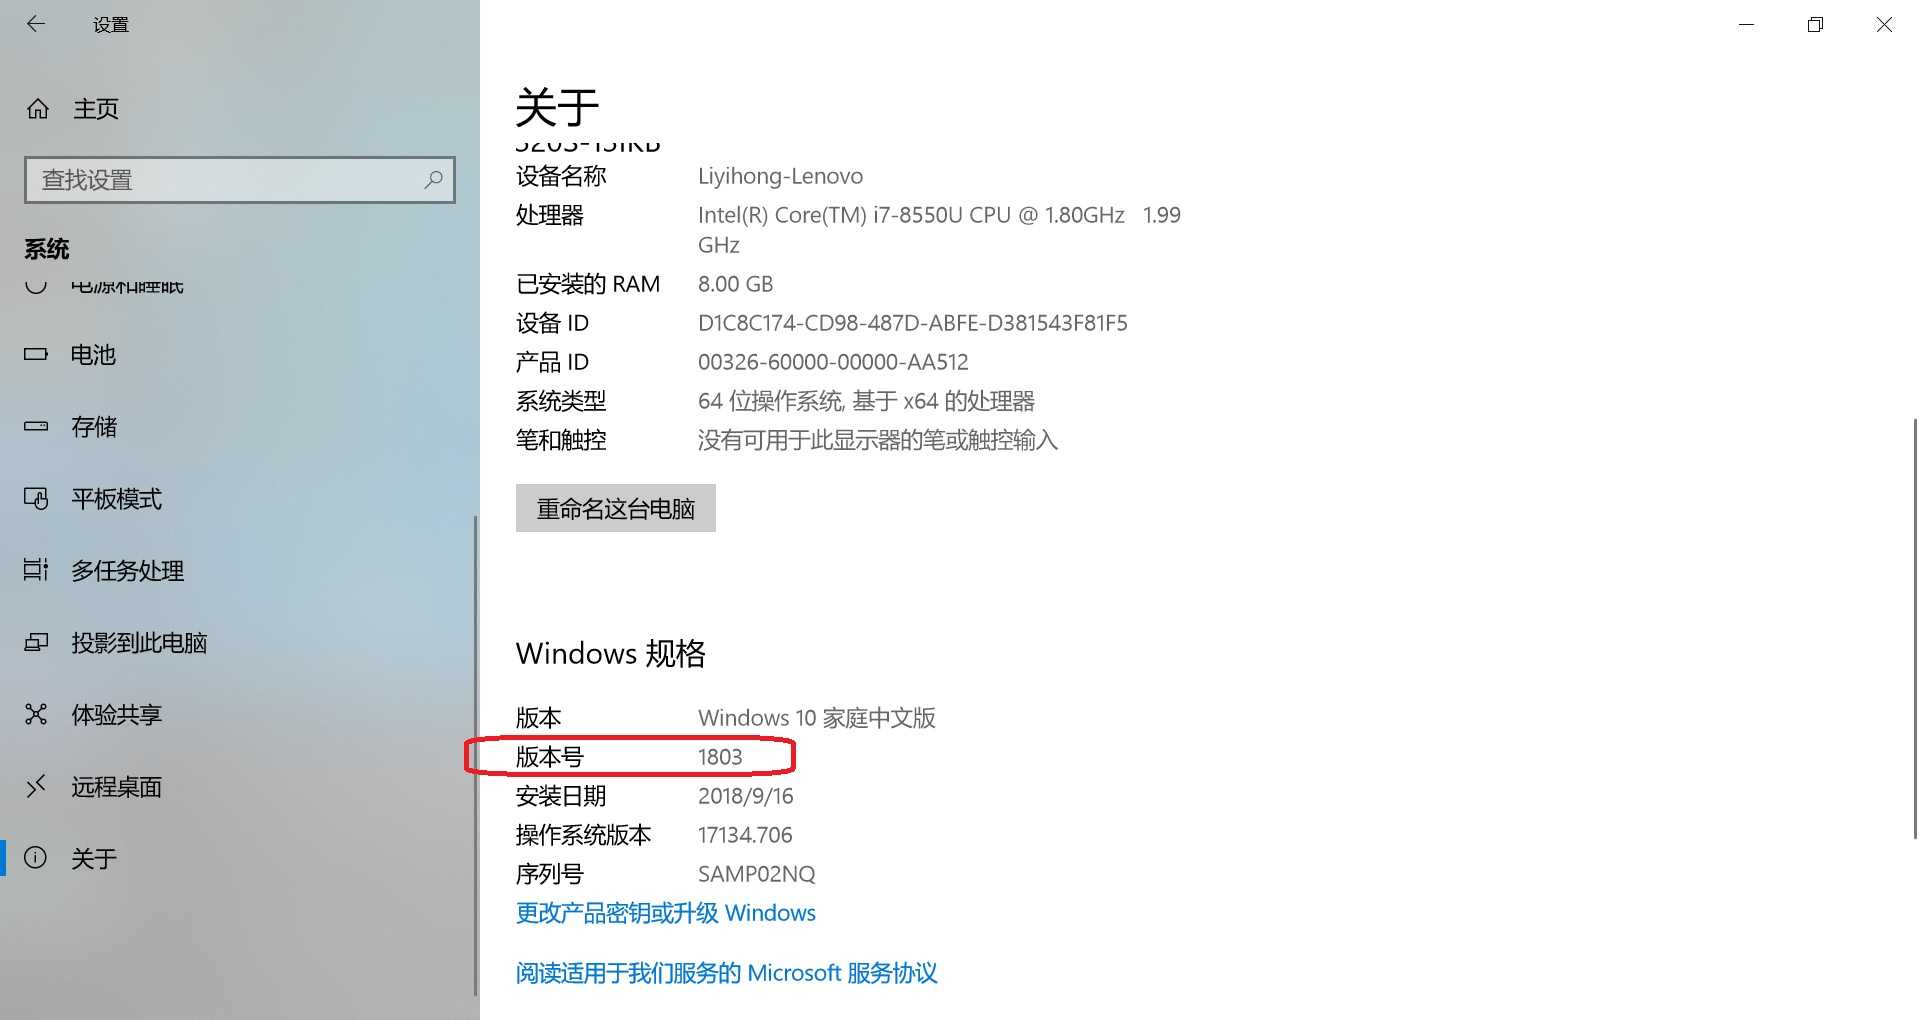 设置
主页
查找设置
系统
电源和睡眠
电池
存储
平板模式
多任务处理
投影到此电脑
体验共享
远程桌面
关于
关于
设备名称 Liyihong-Lenovo
处理器 Intel(R) Core(TM) i7-8550U CPU @ 1.80GHz 1.99
GHz
已安装的 RAM 8.00 GB
设备 ID D1C8C174-CD98-487D-ABFE-D381543F81F5
产品 ID 00326-60000-00000-AA512
系统类型 64 位操作系统, 基于 x64 的处理器
笔和触控 没有可用于此显示器的笔或触控输入
重命名这台电脑
Windows 规格
版本 Windows 10 家庭中文版
版本号 1803
安装日期 2018/9/16
操作系统版本 17134.706
序列号 SAMP02NQ
更改产品密钥或升级 Windows
阅读适用于我们服务的 Microsoft 服务协议